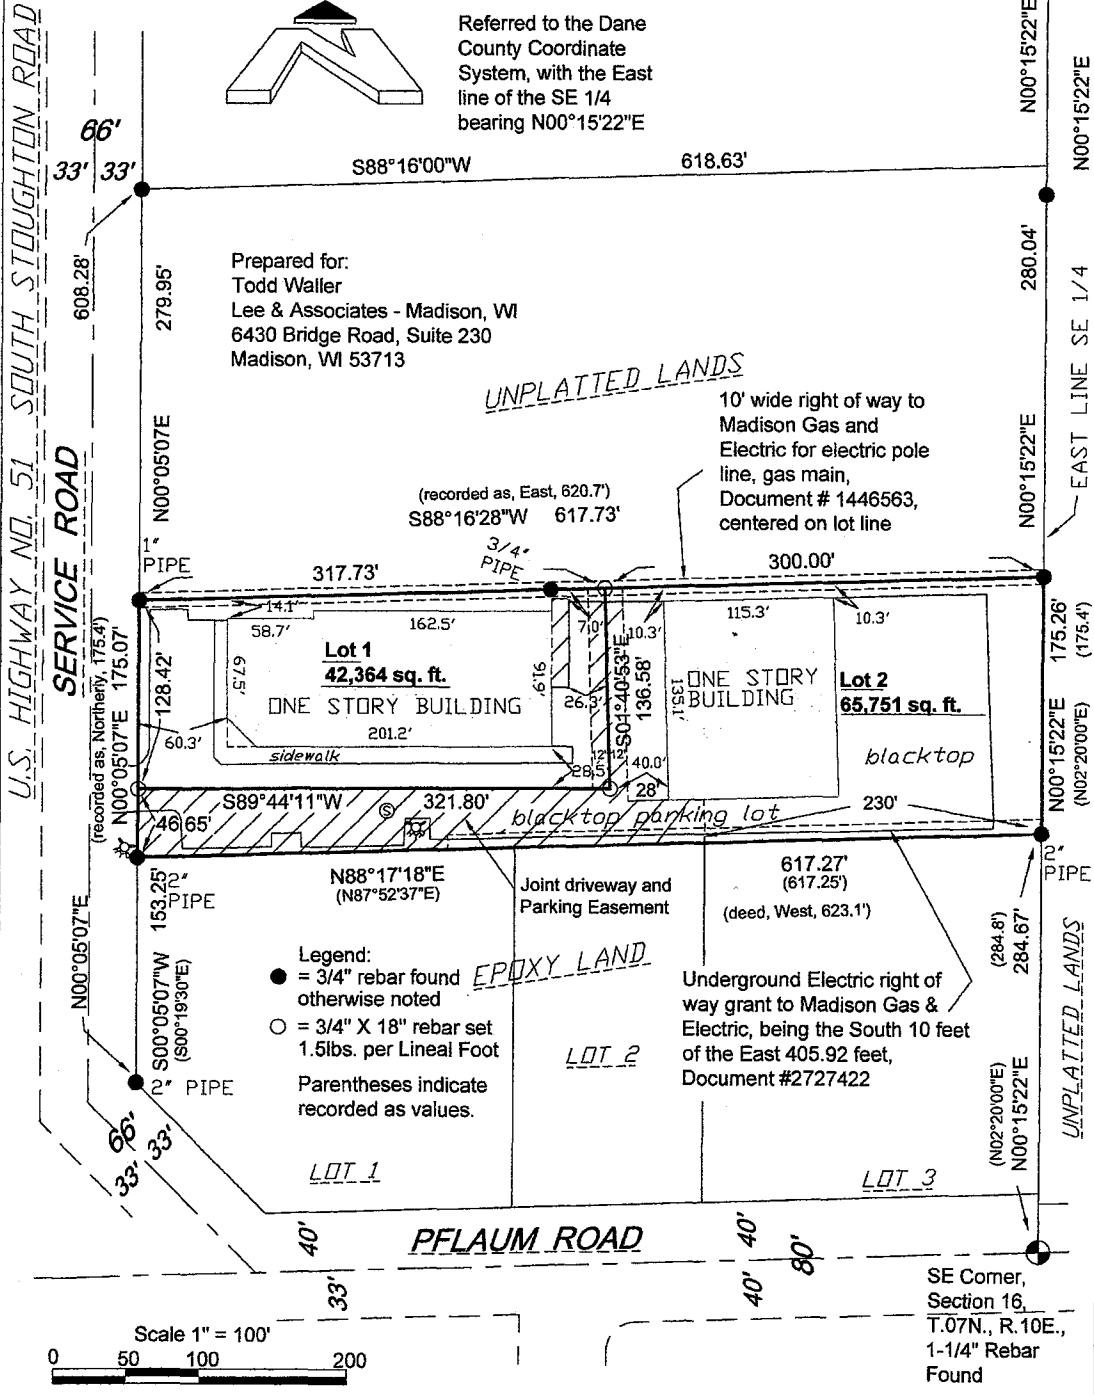 Referred to the Dane
County Coordinate
System, with the East
line of the SE 1/4
bearing N00°15'22"E
N00°15'22"E
N00°15'22"E
66'
33' 33'
S88°16'00"W 618.63'
U.S. HIGHWAY NO. 51 SOUTH STOUGHTON ROAD
SERVICE ROAD
608.28'
279.95'
N00°05'07"E
280.04'
N00°15'22"E
EAST LINE SE 1/4
Prepared for:
Todd Waller
Lee & Associates - Madison, WI
6430 Bridge Road, Suite 230
Madison, WI 53713
UNPLATTED LANDS
10' wide right of way to
Madison Gas and
Electric for electric pole
line, gas main,
Document # 1446563,
centered on lot line
(recorded as, East, 620.7')
S88°16'28"W 617.73'
1"
PIPE
3/4"
PIPE
317.73'
300.00'
14.1'
58.7'
162.5'
7.0'
10.3'
115.3'
10.3'
Lot 1
42,364 sq. ft.
ONE STORY BUILDING
67.5'
91.9'
201.2'
sidewalk
60.3'
26.3'
28.5'
12' 12'
S01°40'53"E
136.58'
135.1'
40.0'
28'
ONE STORY
BUILDING
Lot 2
65,751 sq. ft.
blacktop
175.26'
(175.4')
N00°15'22"E
(N02°20'00"E)
(recorded as, Northerly, 175.4')
N00°05'07"E 175.07'
128.42'
46.65'
S89°44'11"W 321.80'
S
blacktop parking lot
230'
2"
PIPE
2"
PIPE
N88°17'18"E
(N87°52'37"E)
617.27'
(617.25')
(deed, West, 623.1')
Joint driveway and
Parking Easement
N00°05'07"E
153.25'
S00°05'07"W
(S00°19'30"E)
2" PIPE
Legend:
= 3/4" rebar found
otherwise noted
= 3/4" X 18" rebar set
1.5lbs. per Lineal Foot
Parentheses indicate
recorded as values.
EPOXY LAND
Underground Electric right of
way grant to Madison Gas &
Electric, being the South 10 feet
of the East 405.92 feet,
Document #2727422
(284.8')
284.67'
(N02°20'00"E)
N00°15'22"E
UNPLATTED LANDS
LOT 1
LOT 2
LOT 3
66'
33' 33'
40'
PFLAUM ROAD
33'
40'
40'
80'
SE Corner,
Section 16,
T.07N., R.10E.,
1-1/4" Rebar
Found
Scale 1" = 100'
0 50 100 200